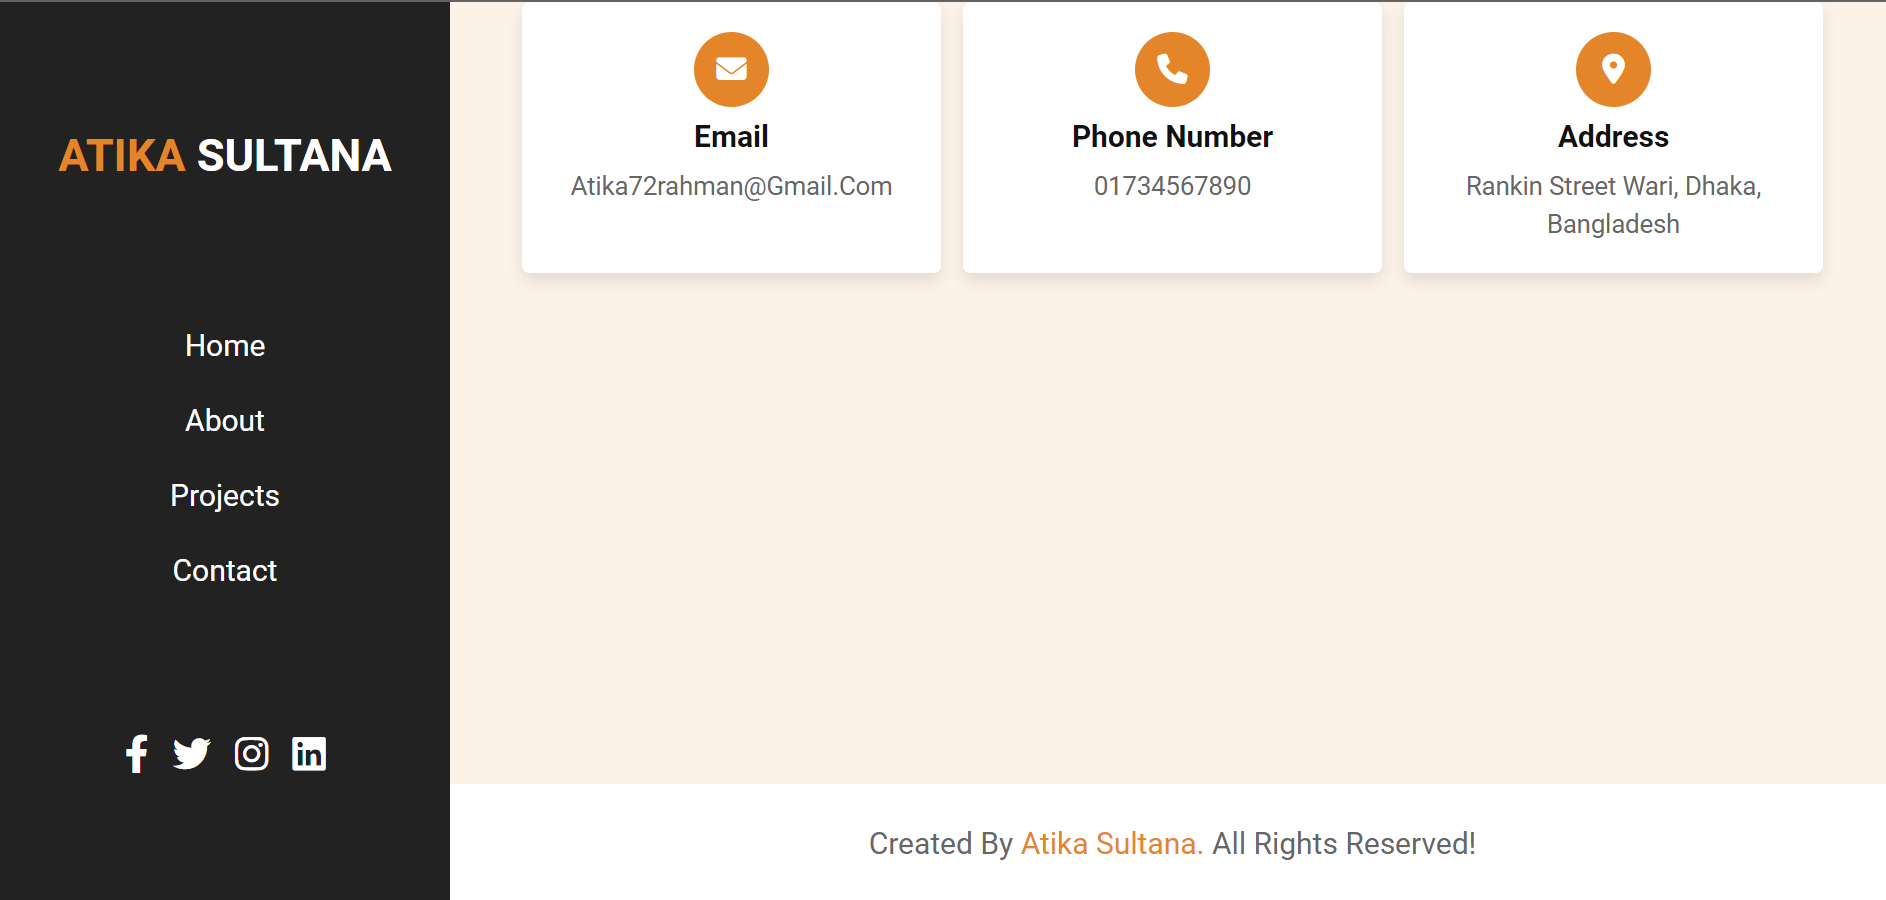 ATIKA SULTANA
Home
About
Projects
Contact
Email
Atika72rahman@Gmail.Com
Phone Number
01734567890
Address
Rankin Street Wari, Dhaka,
Bangladesh
Created By Atika Sultana. All Rights Reserved!